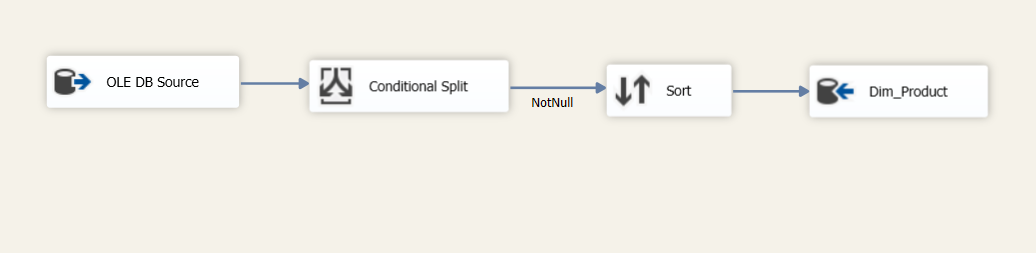 OLE DB Source
Conditional Split
NotNull
Sort
Dim_Product